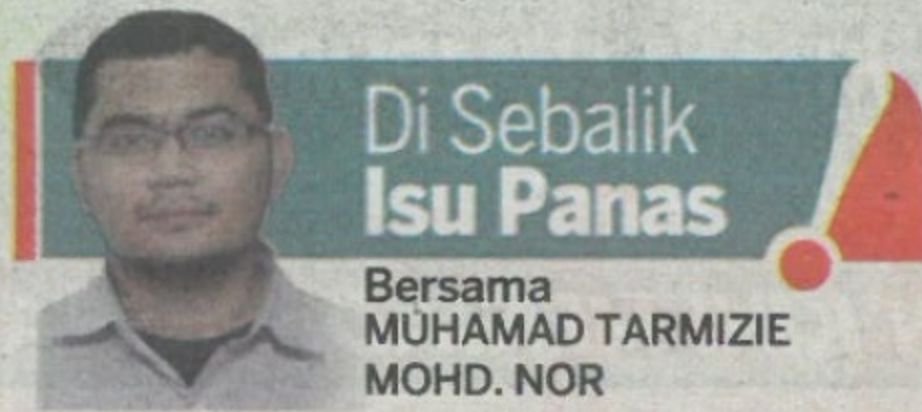 Di Sebalik
Isu Panas
Bersama
MUHAMAD TARMIZIE
MOHD. NOR